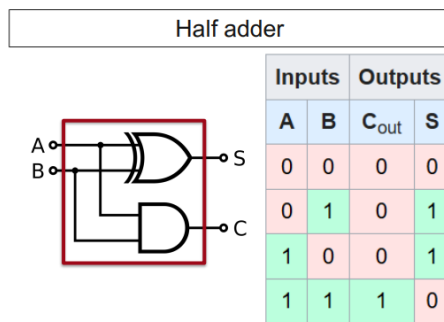 Half adder
A
B
S
C
Inputs Outputs
A B Cout S
0 0 0 0
0 1 0 1
1 0 0 1
1 1 1 0